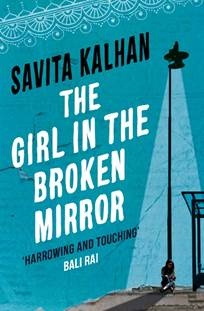 SAVITA KALHAN
THE
GIRL IN THE
BROKEN
MIRROR
'HARROWING AND TOUCHING'
BALI RAI